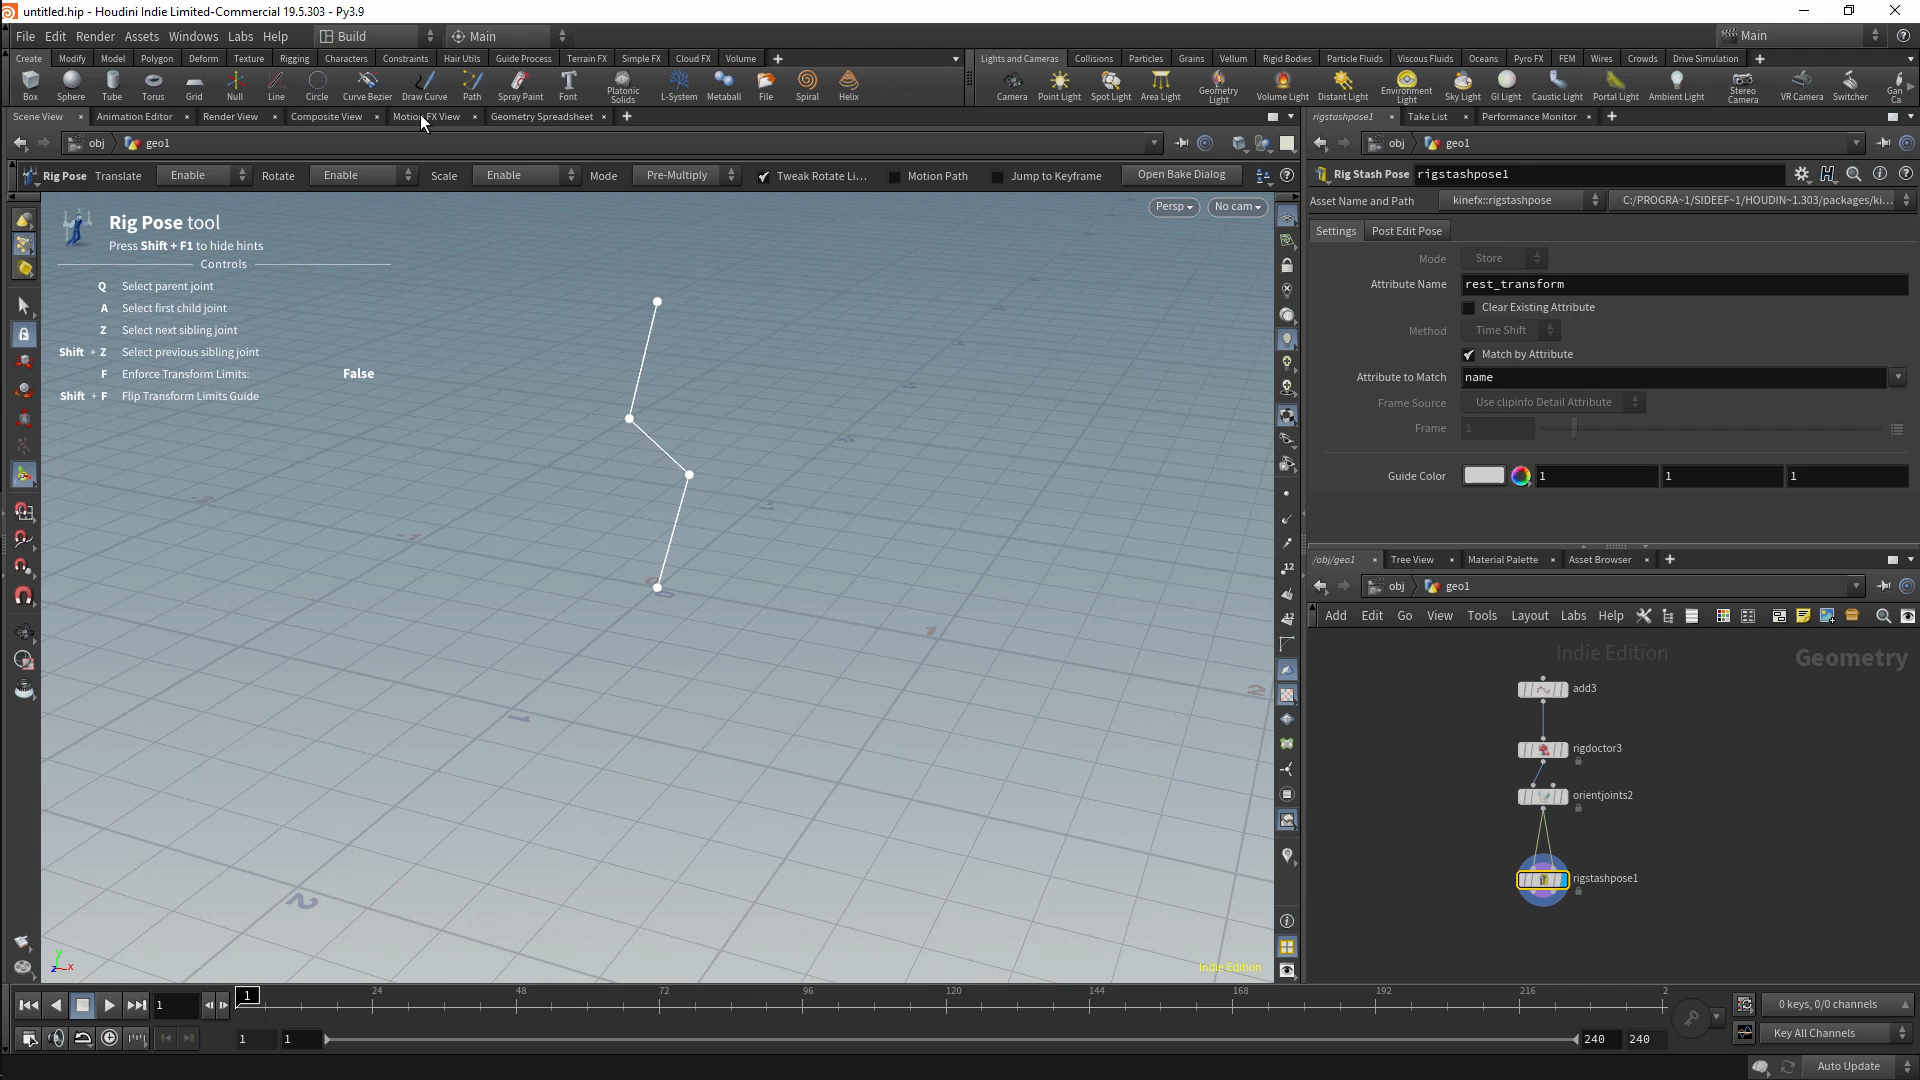 untitled.hip - Houdini Indie Limited-Commercial 19.5.303 - Py3.9
File Edit Render Assets Windows Labs Help Build Main Main
Create Modify Model Polygon Deform Texture Rigging Characters Constraints Hair Utils Guide Process Terrain FX Simple FX Cloud FX Volume
Lights and Cameras Collisions Particles Grains Vellum Rigid Bodies Particle Fluids Viscous Fluids Oceans Pyro FX FEM Wires Crowds Drive Simulation
Box Sphere Tube Torus Grid Null Line Circle Curve Bezier Draw Curve Path Spray Paint Font Platonic Solids L-System Metaball File Spiral Helix
Camera Point Light Spot Light Area Light Geometry Light Volume Light Distant Light Environment Light Sky Light GI Light Caustic Light Portal Light Ambient Light Stereo Camera VR Camera Switcher Gan Ca
Scene View Animation Editor Render View Composite View Motion FX View Geometry Spreadsheet
rigstashpose1 Take List Performance Monitor
obj geo1
obj geo1
Rig Pose Translate Enable Rotate Enable Scale Enable Mode Pre-Multiply Tweak Rotate Li... Motion Path Jump to Keyframe Open Bake Dialog
Rig Stash Pose rigstashpose1
Asset Name and Path kinefx::rigstashpose C:/PROGRA~1/SIDEEF~1/HOUDIN~1.303/packages/ki...
Persp No cam
Rig Pose tool
Press Shift + F1 to hide hints
Controls
Q Select parent joint
A Select first child joint
Z Select next sibling joint
Shift + Z Select previous sibling joint
F Enforce Transform Limits: False
Shift + F Flip Transform Limits Guide
Settings Post Edit Pose
Mode Store
Attribute Name rest_transform
Clear Existing Attribute
Method Time Shift
Match by Attribute
Attribute to Match name
Frame Source Use clipinfo Detail Attribute
Frame 1
Guide Color 1 1 1
/obj/geo1 Tree View Material Palette Asset Browser
obj geo1
Add Edit Go View Tools Layout Labs Help
Indie Edition Geometry
add3
rigdoctor3
orientjoints2
rigstashpose1
Indie Edition
1 1 24 48 72 96 120 144 168 192 216 2
0 keys, 0/0 channels
1 1 240 240
Key All Channels
Auto Update